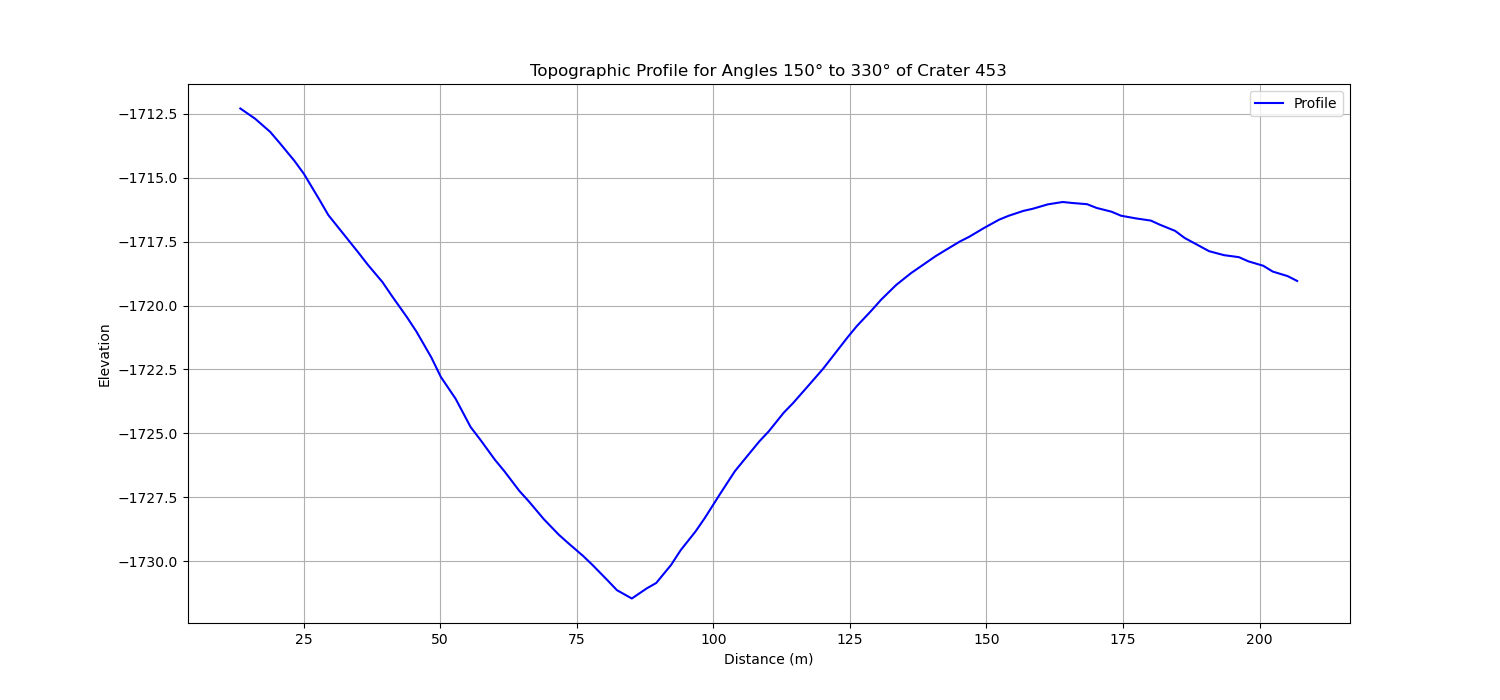 Topographic Profile for Angles 150° to 330° of Crater 453
Profile
−1712.5
−1715.0
−1717.5
−1720.0
−1722.5
−1725.0
−1727.5
−1730.0
Elevation
25 50 75 100 125 150 175 200
Distance (m)